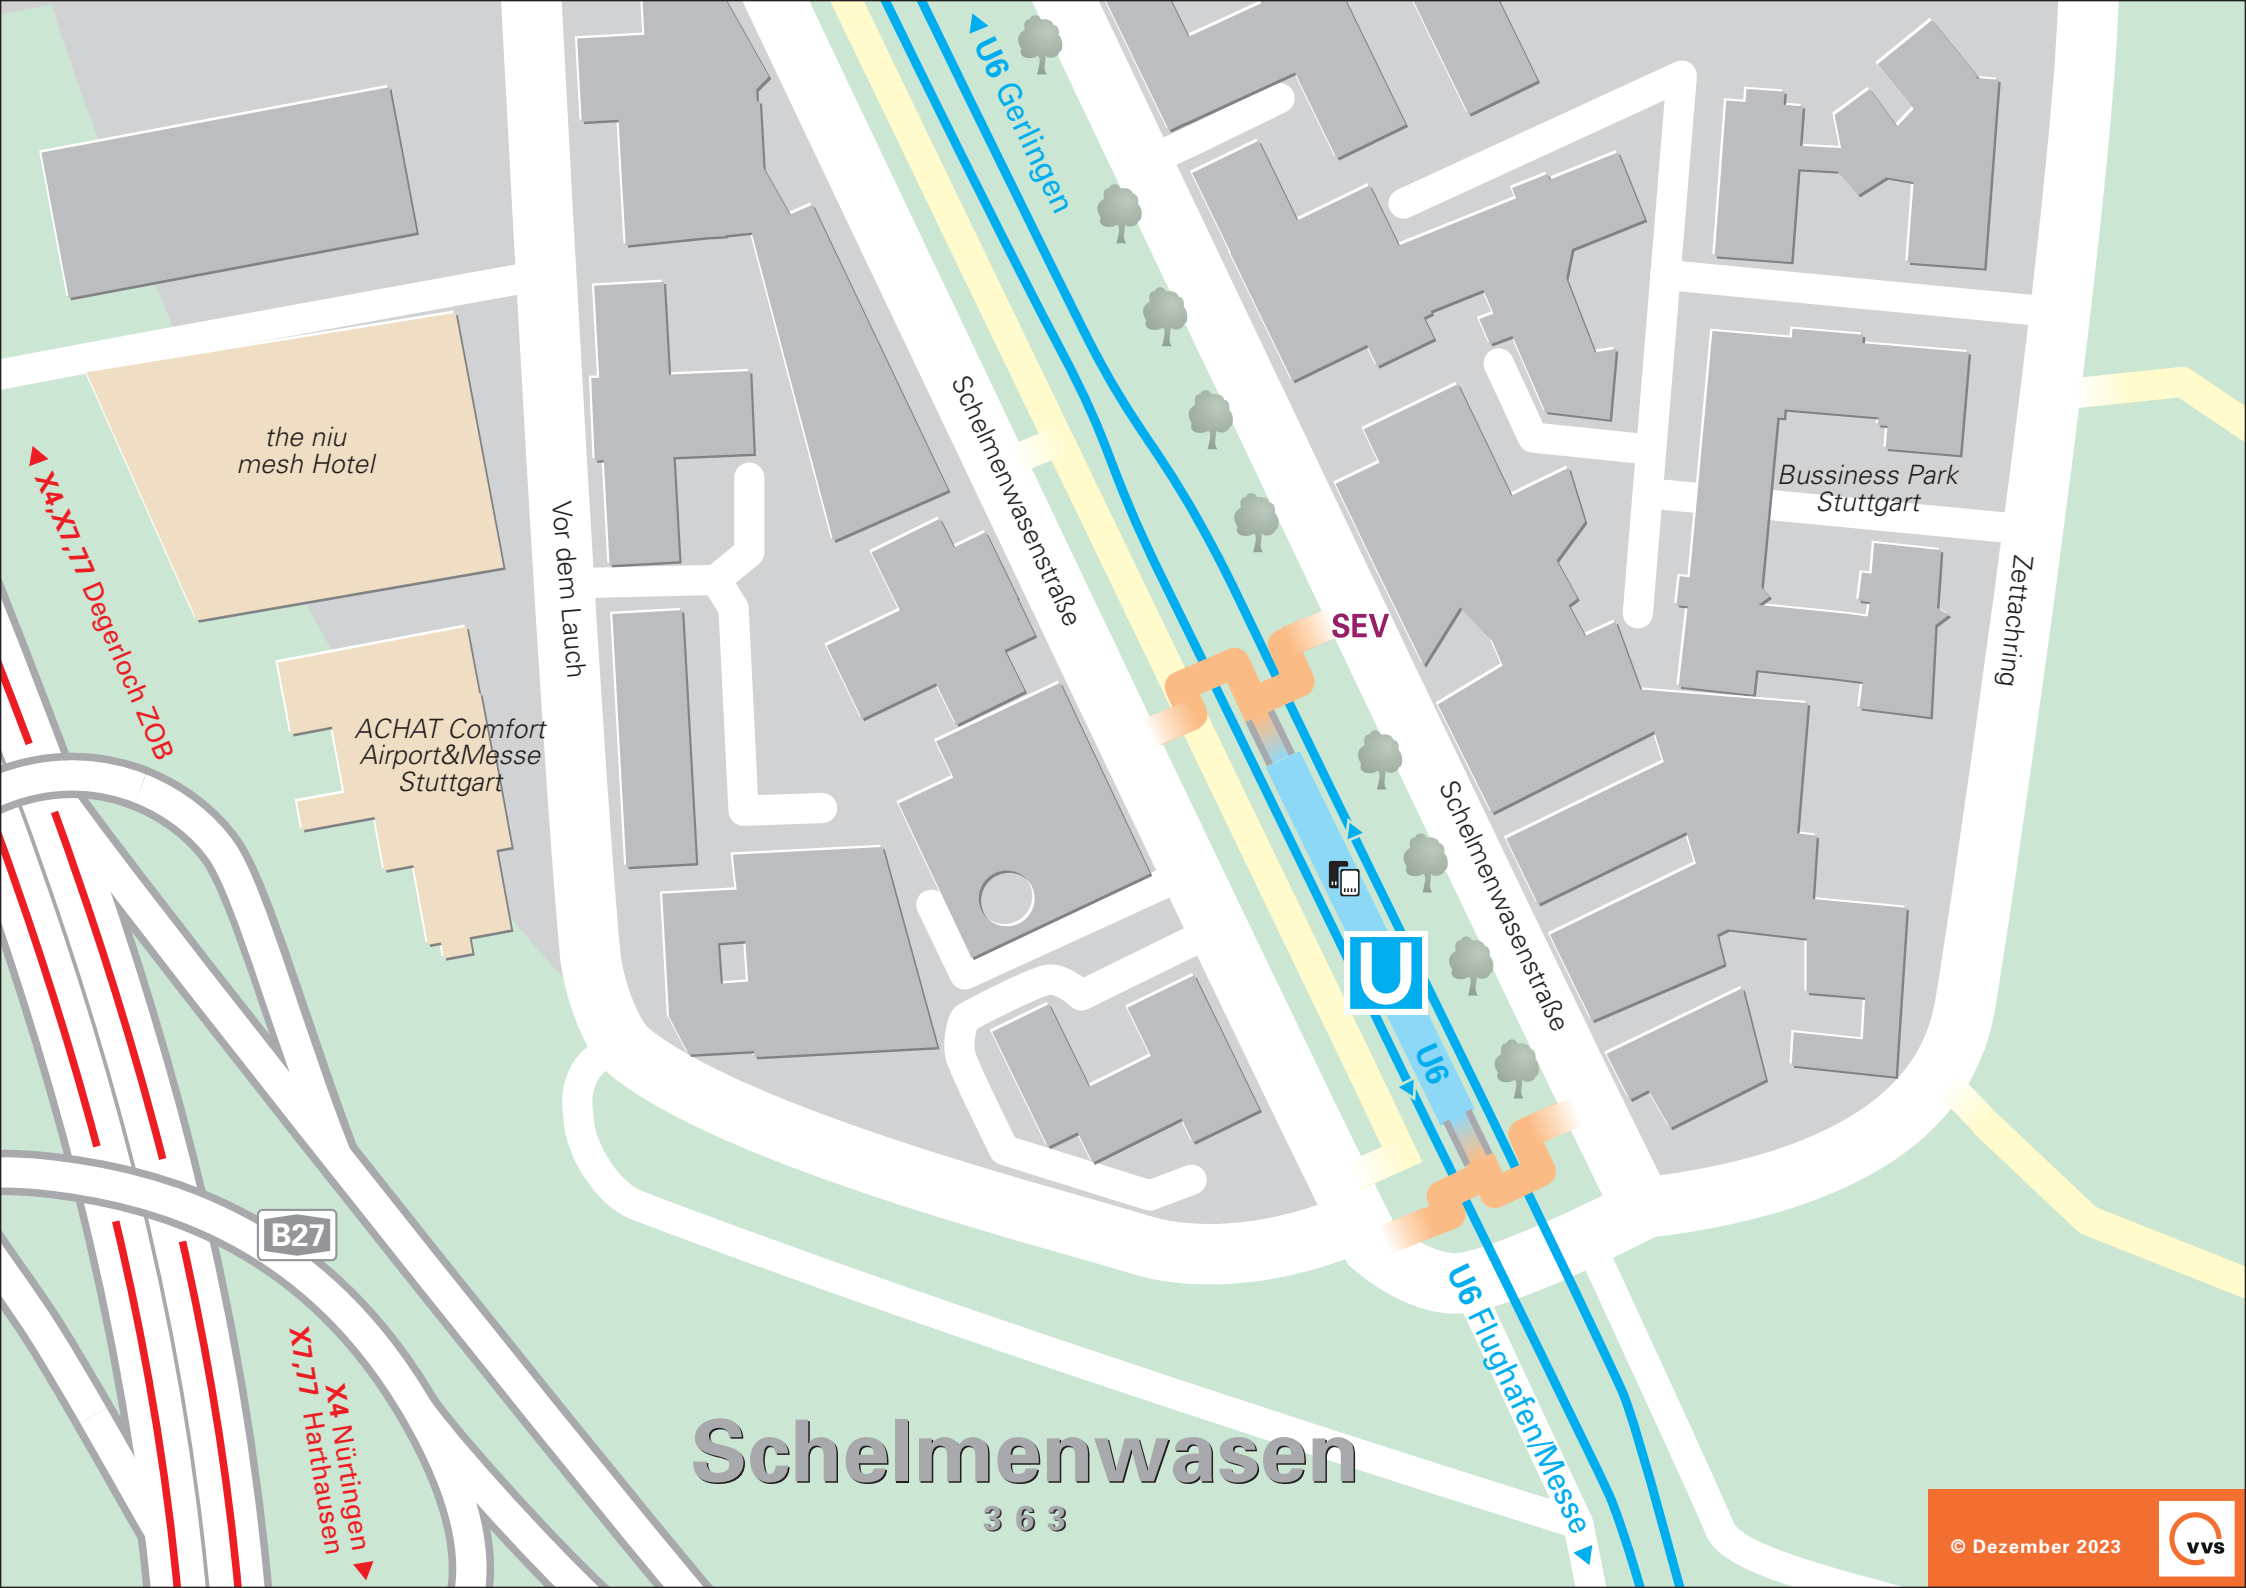 U6 Gerlingen
the niu
mesh Hotel
X4,X7,77 Degerloch ZOB
Vor dem Lauch
Schelmenwasenstraße
Bussiness Park
Stuttgart
Zettachring
SEV
ACHAT Comfort
Airport&Messe
Stuttgart
Schelmenwasenstraße
U
U6
B27
U6 Flughafen/Messe
X4 Nürtingen
X7,77 Harthausen
Schelmenwasen
363
© Dezember 2023
vvs